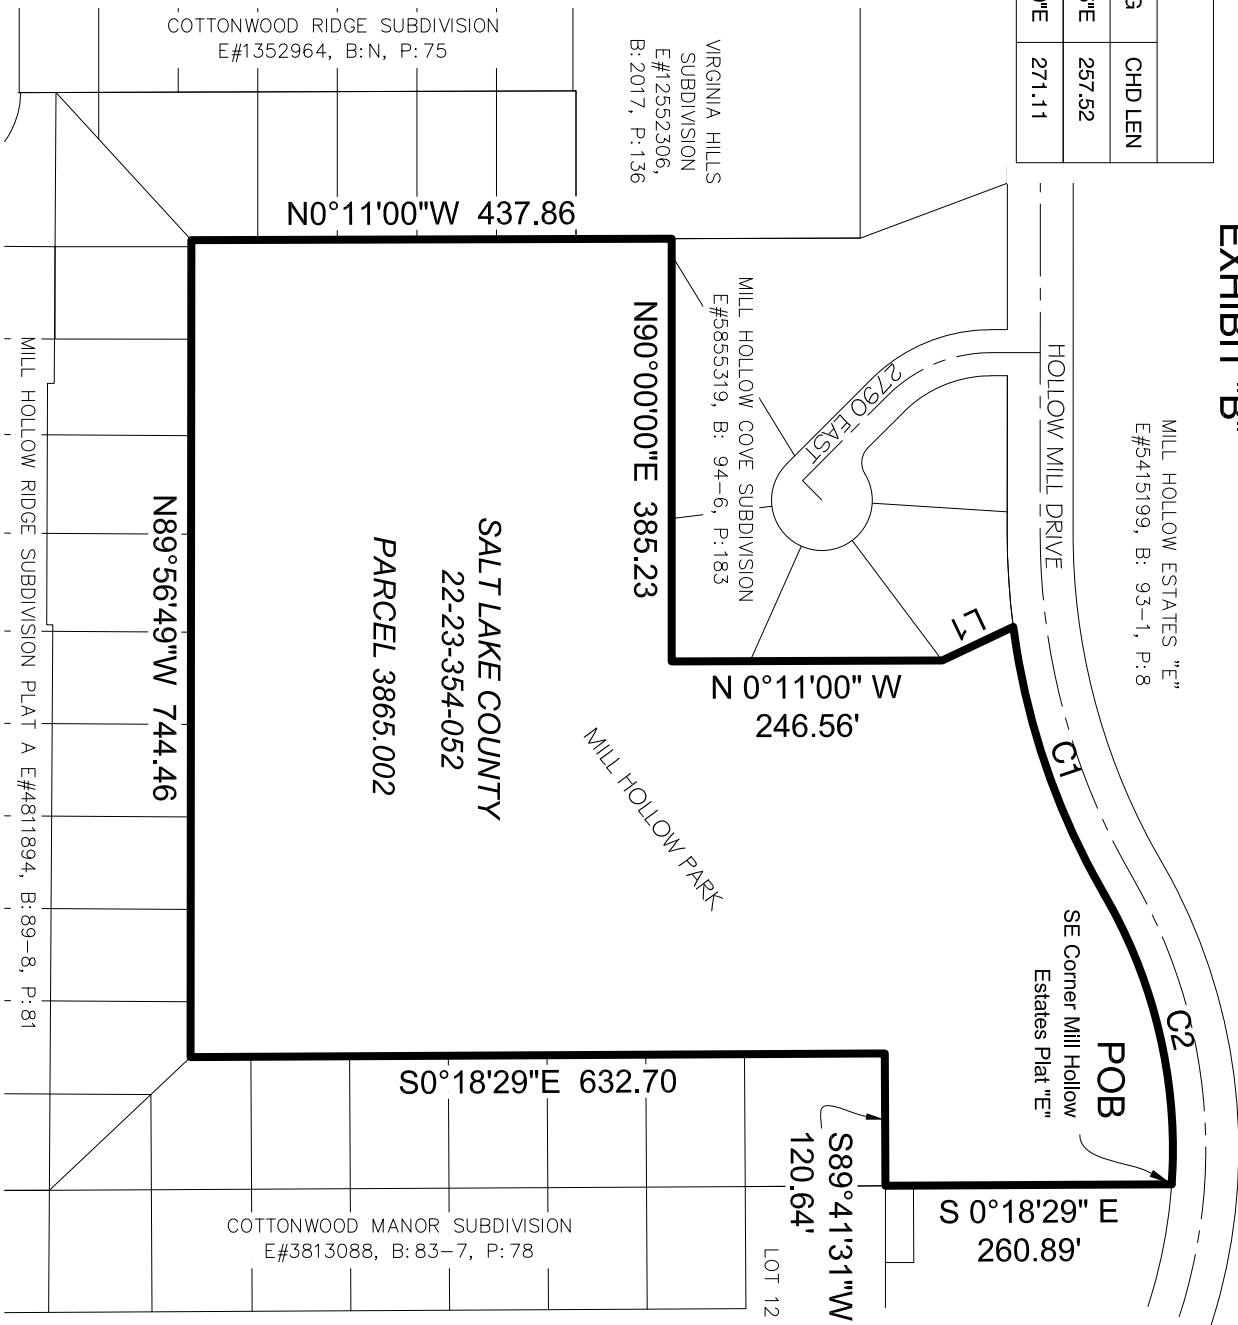 COTTONWOOD RIDGE SUBDIVISION
E#1352964, B:N, P:75
VIRGINIA HILLS
SUBDIVISION
E#12552306,
B:2017, P:136
G
CHD LEN
"E
257.52
"E
271.11
EXHIBIT "B"
MILL HOLLOW ESTATES "E"
E#5415199, B: 93-1, P:8
HOLLOW MILL DRIVE
2790 EAST
MILL HOLLOW COVE SUBDIVISION
E#5855319, B: 94-6, P:183
N0°11'00"W 437.86
N90°00'00"E 385.23
L1
N 0°11'00" W
246.56'
C1
C2
SALT LAKE COUNTY
22-23-354-052
PARCEL 3865.002
MILL HOLLOW PARK
N89°56'49"W 744.46
MILL HOLLOW RIDGE SUBDIVISION PLAT A E#4811894, B:89-8, P:81
POB
SE Corner Mill Hollow
Estates Plat "E"
S0°18'29"E 632.70
S89°41'31"W
120.64'
S 0°18'29" E
260.89'
LOT 12
COTTONWOOD MANOR SUBDIVISION
E#3813088, B:83-7, P:78